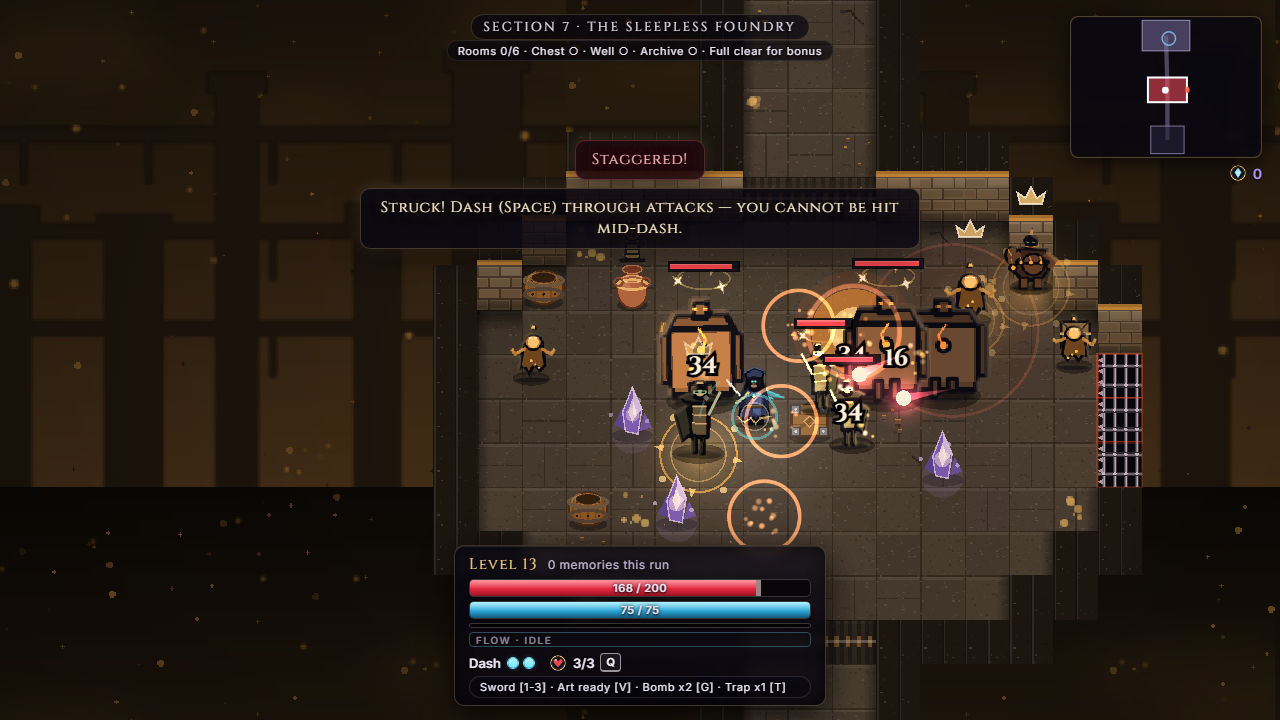 SECTION 7 · THE SLEEPLESS FOUNDRY
Rooms 0/6 · Chest ○ · Well ○ · Archive ○ · Full clear for bonus
0
STAGGERED!
STRUCK! DASH (SPACE) THROUGH ATTACKS — YOU CANNOT BE HIT
MID-DASH.
34
34
16
34
LEVEL 13 0 memories this run
168 / 200
75 / 75
FLOW · IDLE
Dash 3/3 Q
Sword [1-3] · Art ready [V] · Bomb x2 [G] · Trap x1 [T]